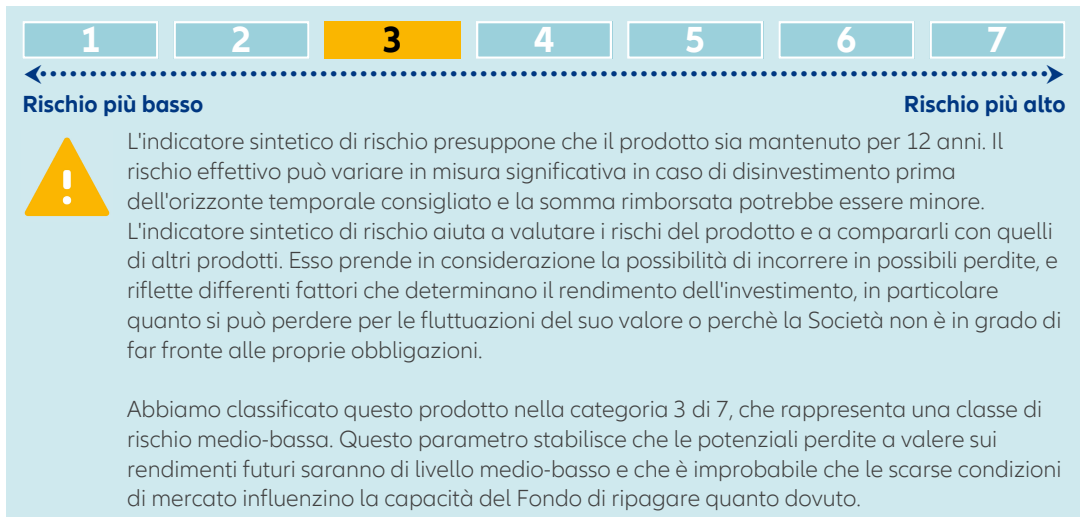 1 2 3 4 5 6 7
Rischio più basso Rischio più alto
L'indicatore sintetico di rischio presuppone che il prodotto sia mantenuto per 12 anni. Il
rischio effettivo può variare in misura significativa in caso di disinvestimento prima
dell'orizzonte temporale consigliato e la somma rimborsata potrebbe essere minore.
L'indicatore sintetico di rischio aiuta a valutare i rischi del prodotto e a compararli con quelli
di altri prodotti. Esso prende in considerazione la possibilità di incorrere in possibili perdite, e
riflette differenti fattori che determinano il rendimento dell'investimento, in particolare
quanto si può perdere per le fluttuazioni del suo valore o perchè la Società non è in grado di
far fronte alle proprie obbligazioni.
Abbiamo classificato questo prodotto nella categoria 3 di 7, che rappresenta una classe di
rischio medio-bassa. Questo parametro stabilisce che le potenziali perdite a valere sui
rendimenti futuri saranno di livello medio-basso e che è improbabile che le scarse condizioni
di mercato influenzino la capacità del Fondo di ripagare quanto dovuto.